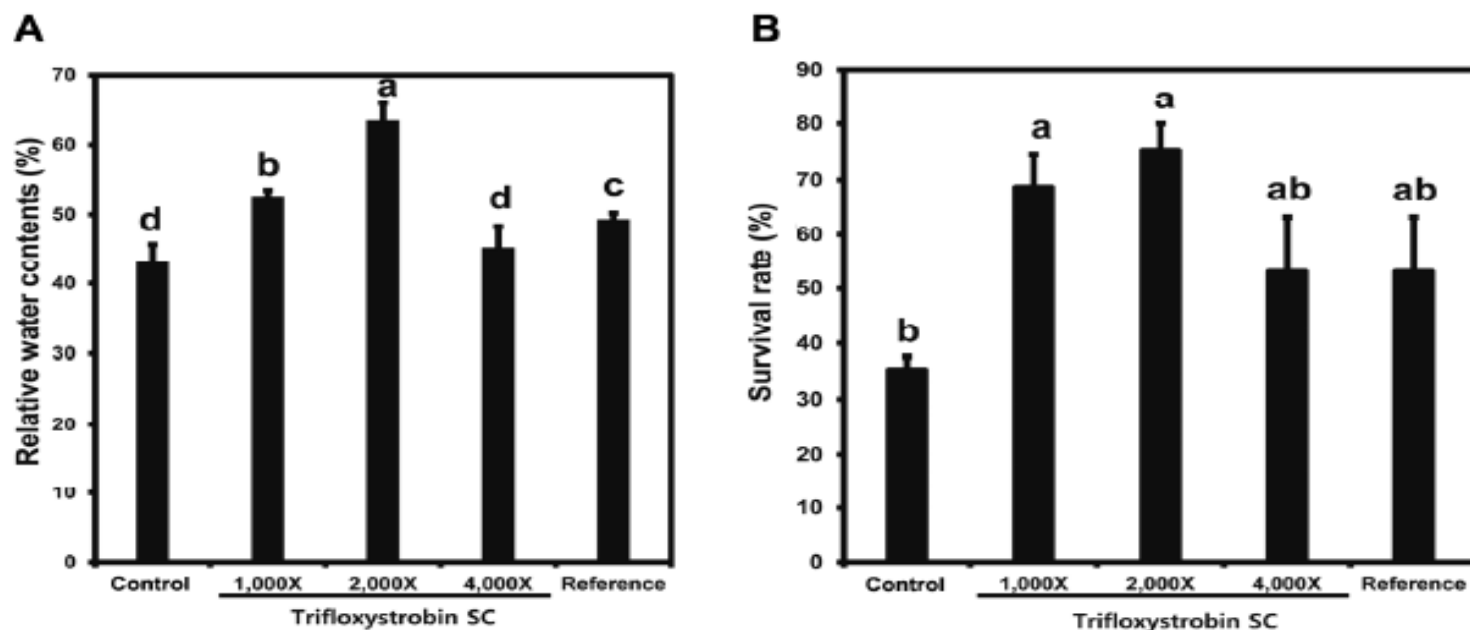 A
Relative water contents (%)
70
60
50
40
30
20
10
0
d
b
a
d
c
Control
1,000X
2,000X
4,000X
Reference
Trifloxystrobin SC
B
Survival rate (%)
90
80
70
60
50
40
30
20
10
0
b
a
a
ab
ab
Control
1,000X
2,000X
4,000X
Reference
Trifloxystrobin SC